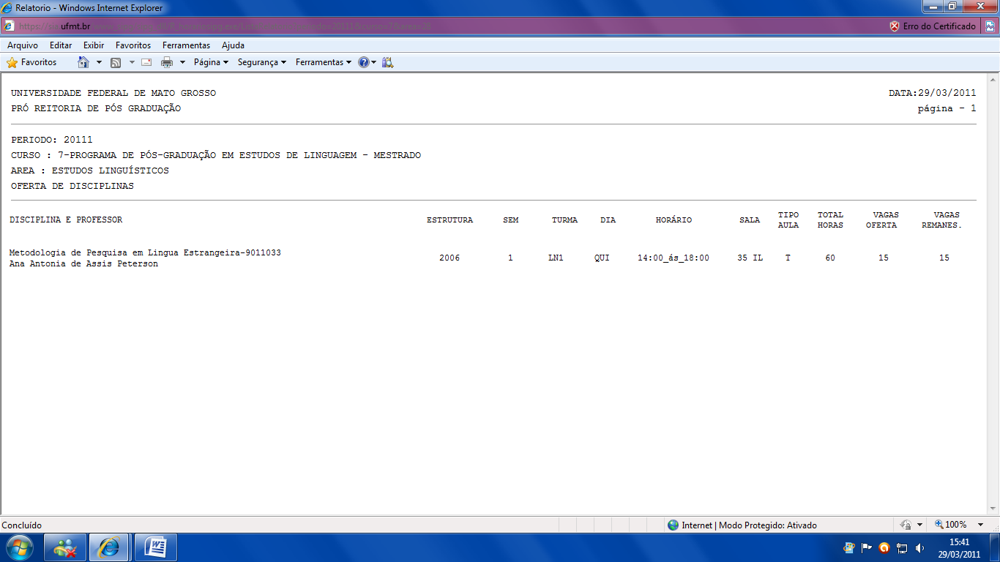 Relatorio - Windows Internet Explorer
ufmt.br
Erro do Certificado
Arquivo Editar Exibir Favoritos Ferramentas Ajuda
Favoritos Página Segurança Ferramentas
UNIVERSIDADE FEDERAL DE MATO GROSSO DATA:29/03/2011
PRÓ REITORIA DE PÓS GRADUAÇÃO página - 1
PERIODO: 20111
CURSO : 7-PROGRAMA DE PÓS-GRADUAÇÃO EM ESTUDOS DE LINGUAGEM - MESTRADO
AREA : ESTUDOS LINGUÍSTICOS
OFERTA DE DISCIPLINAS
DISCIPLINA E PROFESSOR ESTRUTURA SEM TURMA DIA HORÁRIO SALA TIPO AULA TOTAL HORAS VAGAS OFERTA VAGAS REMANES.
Metodologia de Pesquisa em Lingua Estrangeira-9011033
Ana Antonia de Assis Peterson
2006 1 LN1 QUI 14:00_ás_18:00 35 IL T 60 15 15
Concluído Internet | Modo Protegido: Ativado 100%
15:41
29/03/2011